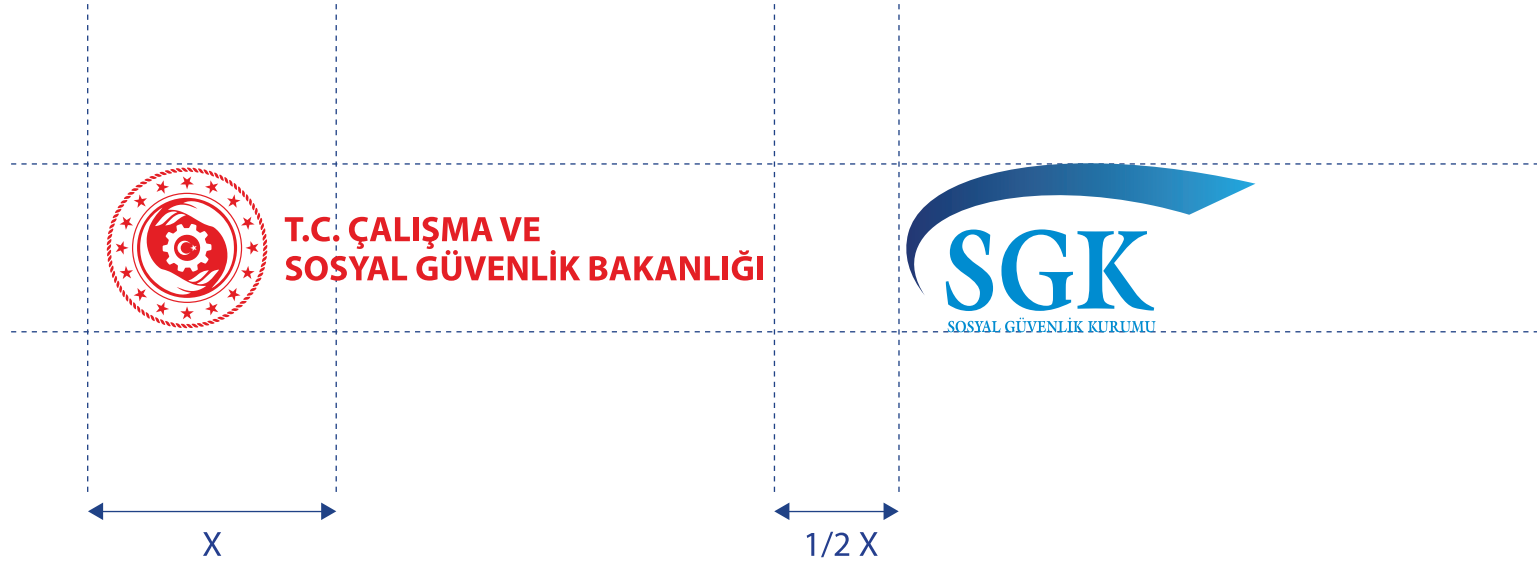 T.C. ÇALIŞMA VE
SOSYAL GÜVENLİK BAKANLIĞI
SGK
SOSYAL GÜVENLİK KURUMU
X
1/2 X